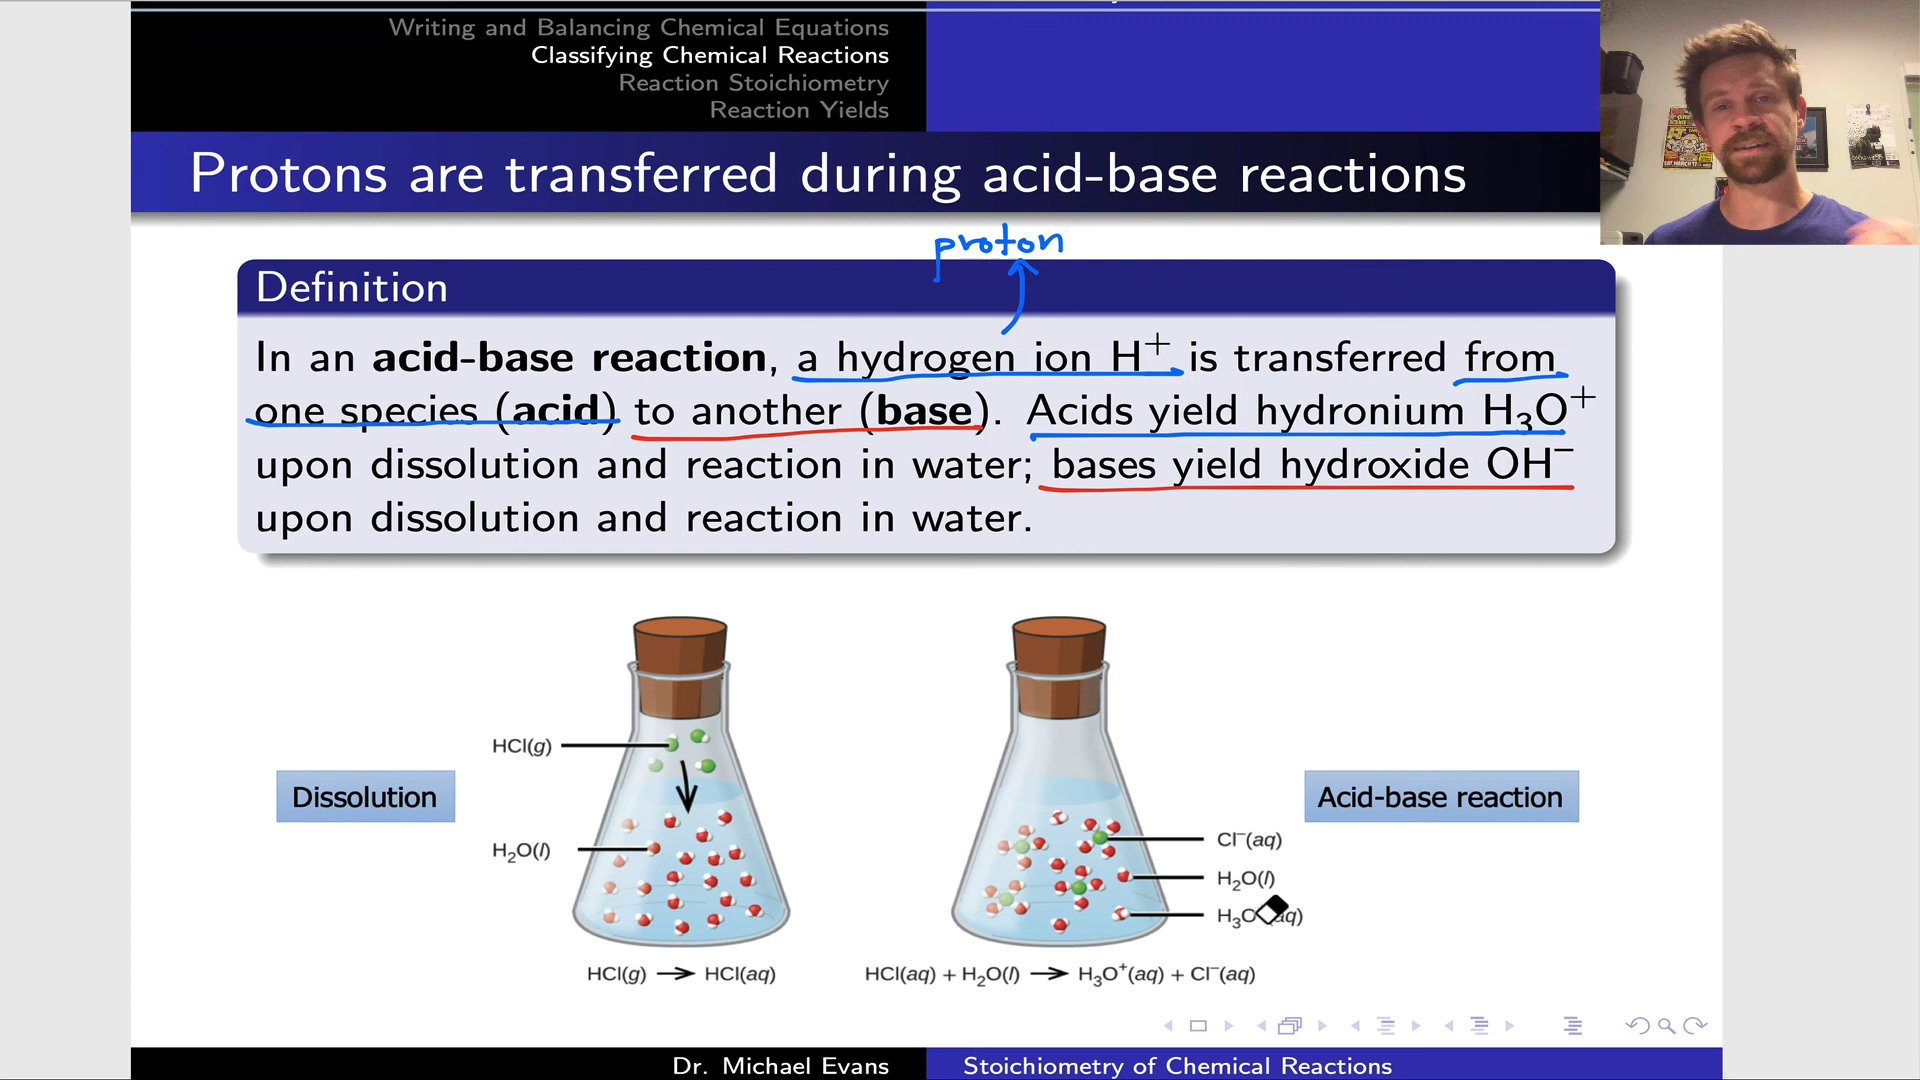 Writing and Balancing Chemical Equations
Classifying Chemical Reactions
Reaction Stoichiometry
Reaction Yields
Protons are transferred during acid-base reactions
proton
Definition
In an acid-base reaction, a hydrogen ion H⁺ is transferred from
one species (acid) to another (base). Acids yield hydronium H₃O⁺
upon dissolution and reaction in water; bases yield hydroxide OH⁻
upon dissolution and reaction in water.
HCl(g)
Dissolution
H₂O(l)
HCl(g) → HCl(aq)
Acid-base reaction
Cl⁻(aq)
H₂O(l)
HCl(aq) + H₂O(l) → H₃O⁺(aq) + Cl⁻(aq)
Dr. Michael Evans
Stoichiometry of Chemical Reactions